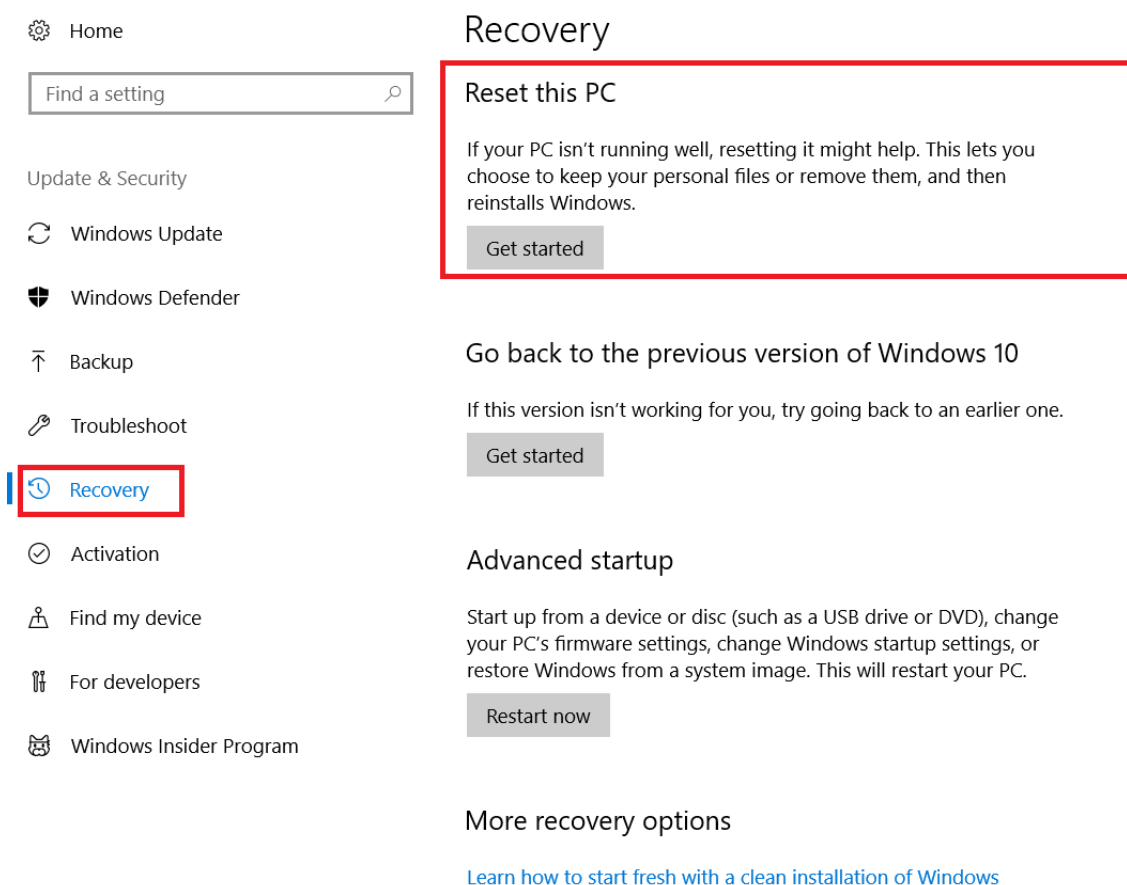 Home
Find a setting
Update & Security
Windows Update
Windows Defender
Backup
Troubleshoot
Recovery
Activation
Find my device
For developers
Windows Insider Program
Recovery
Reset this PC
If your PC isn't running well, resetting it might help. This lets you
choose to keep your personal files or remove them, and then
reinstalls Windows.
Get started
Go back to the previous version of Windows 10
If this version isn't working for you, try going back to an earlier one.
Get started
Advanced startup
Start up from a device or disc (such as a USB drive or DVD), change
your PC's firmware settings, change Windows startup settings, or
restore Windows from a system image. This will restart your PC.
Restart now
More recovery options
Learn how to start fresh with a clean installation of Windows